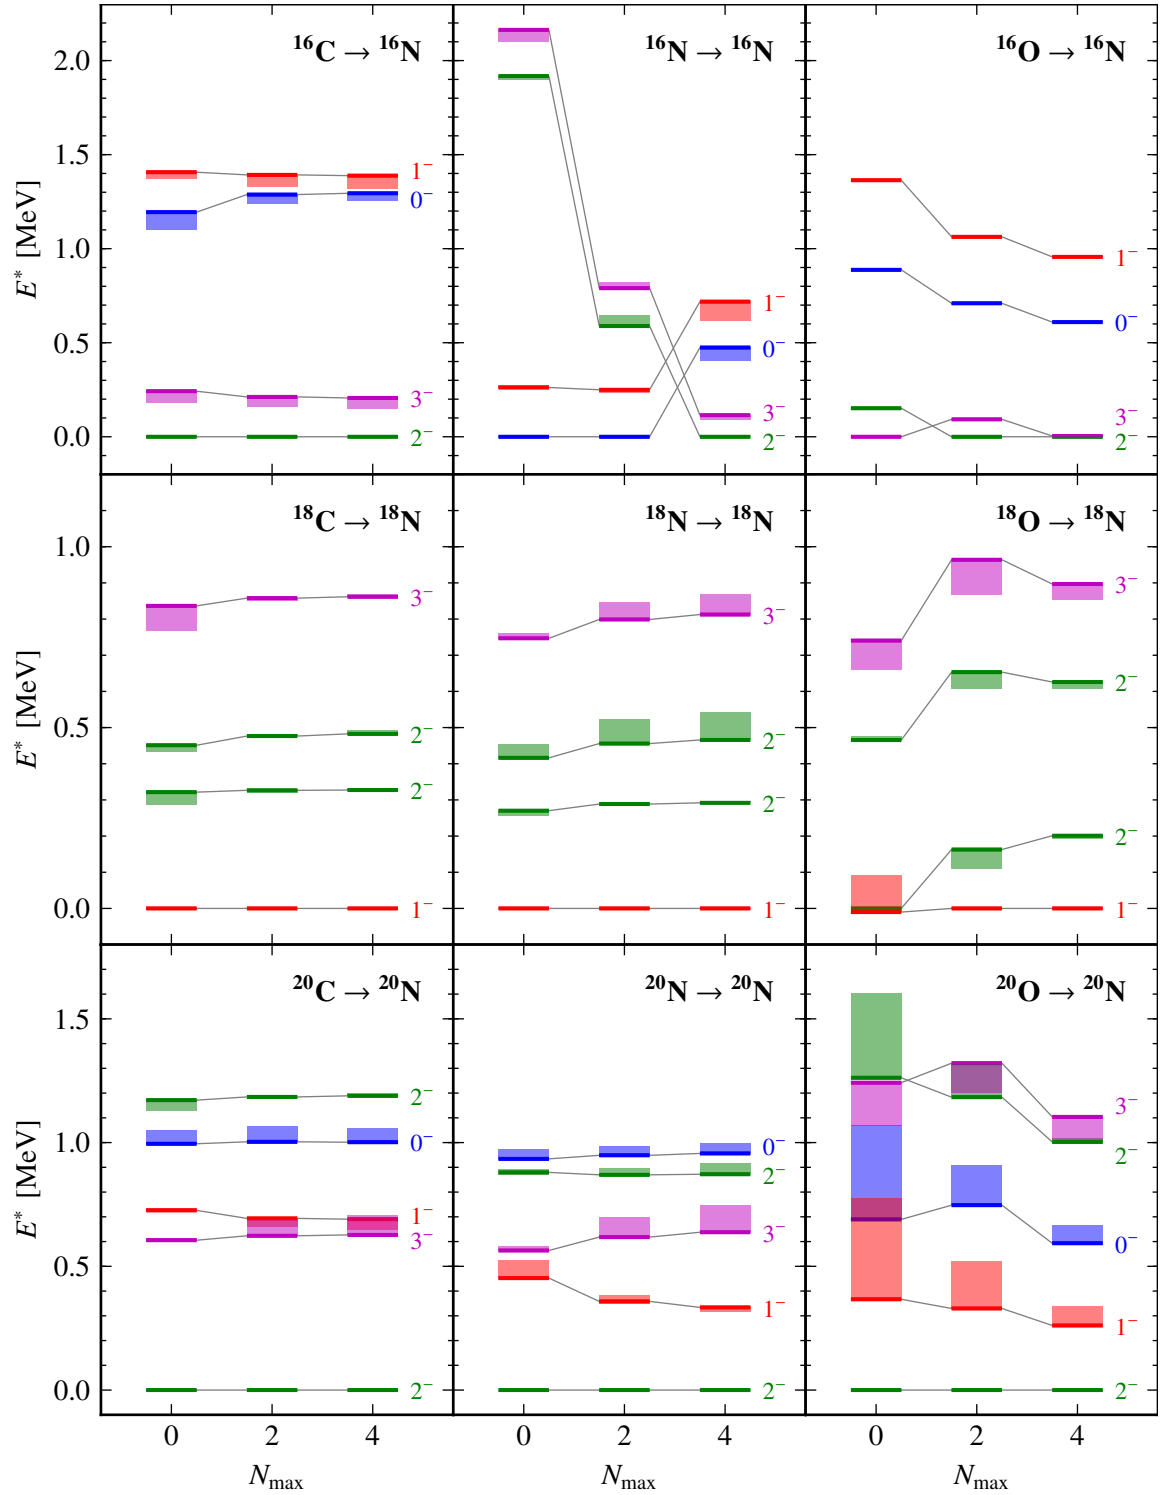 ¹⁶C → ¹⁶N
¹⁶N → ¹⁶N
¹⁶O → ¹⁶N
2.0
1.5
1.0
0.5
0.0
E* [MeV]
1⁻
0⁻
3⁻
2⁻
1⁻
0⁻
3⁻
2⁻
1⁻
0⁻
3⁻
2⁻
¹⁸C → ¹⁸N
¹⁸N → ¹⁸N
¹⁸O → ¹⁸N
1.0
0.5
0.0
E* [MeV]
3⁻
2⁻
2⁻
1⁻
3⁻
2⁻
2⁻
1⁻
3⁻
2⁻
2⁻
1⁻
²⁰C → ²⁰N
²⁰N → ²⁰N
²⁰O → ²⁰N
1.5
1.0
0.5
0.0
E* [MeV]
2⁻
0⁻
1⁻
3⁻
2⁻
0⁻
2⁻
3⁻
1⁻
2⁻
3⁻
2⁻
0⁻
1⁻
2⁻
0 2 4
0 2 4
0 2 4
N_max
N_max
N_max